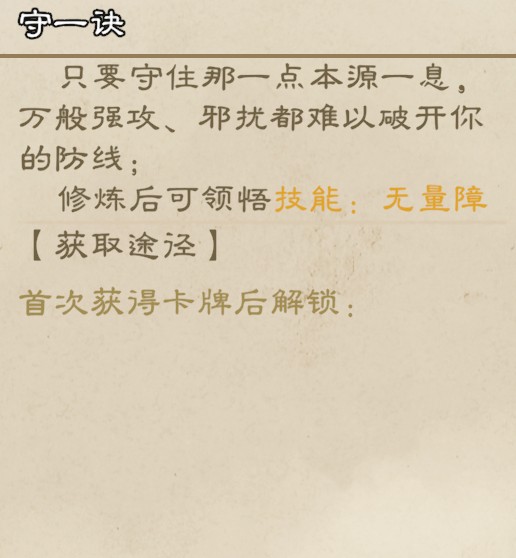 守一诀
只要守住那一点本源一息，
万般强攻、邪扰都难以破开你
的防线；
修炼后可领悟技能：无量障
【获取途径】
首次获得卡牌后解锁：